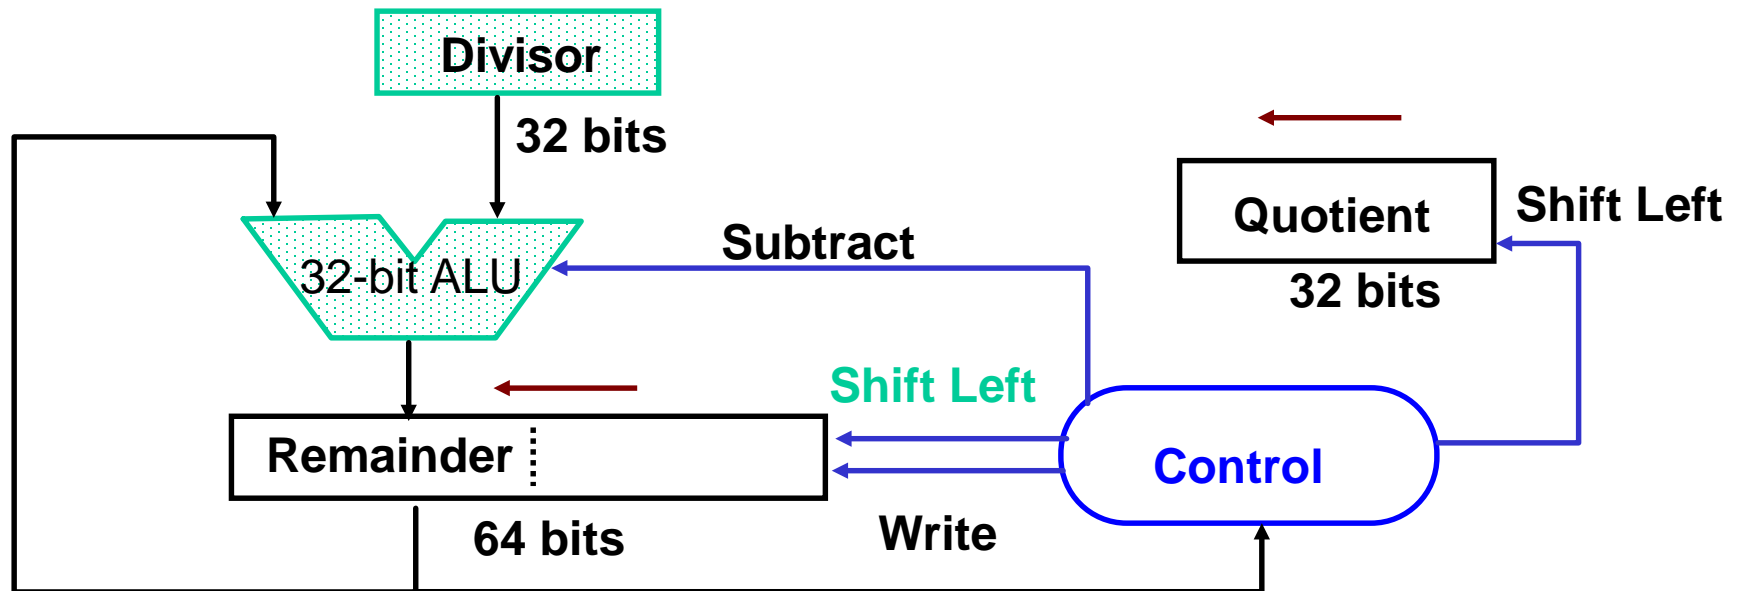 Divisor
32 bits
Quotient
Shift Left
Subtract
32-bit ALU
32 bits
Shift Left
Remainder
Control
64 bits
Write